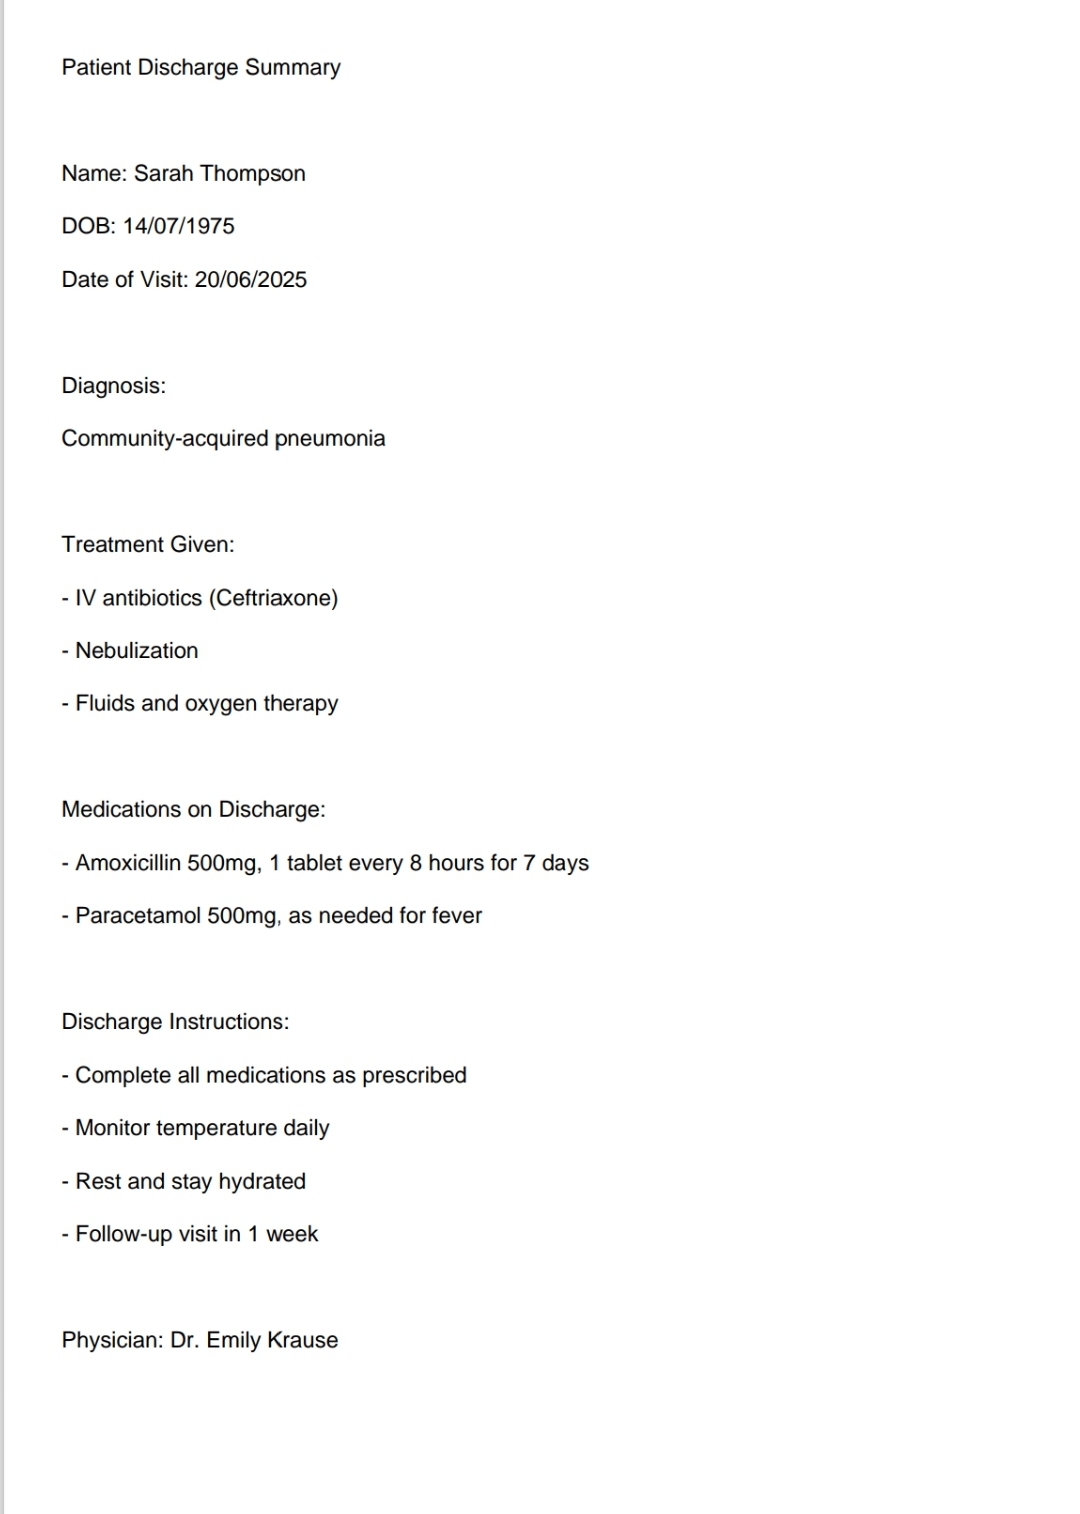 Patient Discharge Summary
Name: Sarah Thompson
DOB: 14/07/1975
Date of Visit: 20/06/2025
Diagnosis:
Community-acquired pneumonia
Treatment Given:
- IV antibiotics (Ceftriaxone)
- Nebulization
- Fluids and oxygen therapy
Medications on Discharge:
- Amoxicillin 500mg, 1 tablet every 8 hours for 7 days
- Paracetamol 500mg, as needed for fever
Discharge Instructions:
- Complete all medications as prescribed
- Monitor temperature daily
- Rest and stay hydrated
- Follow-up visit in 1 week
Physician: Dr. Emily Krause